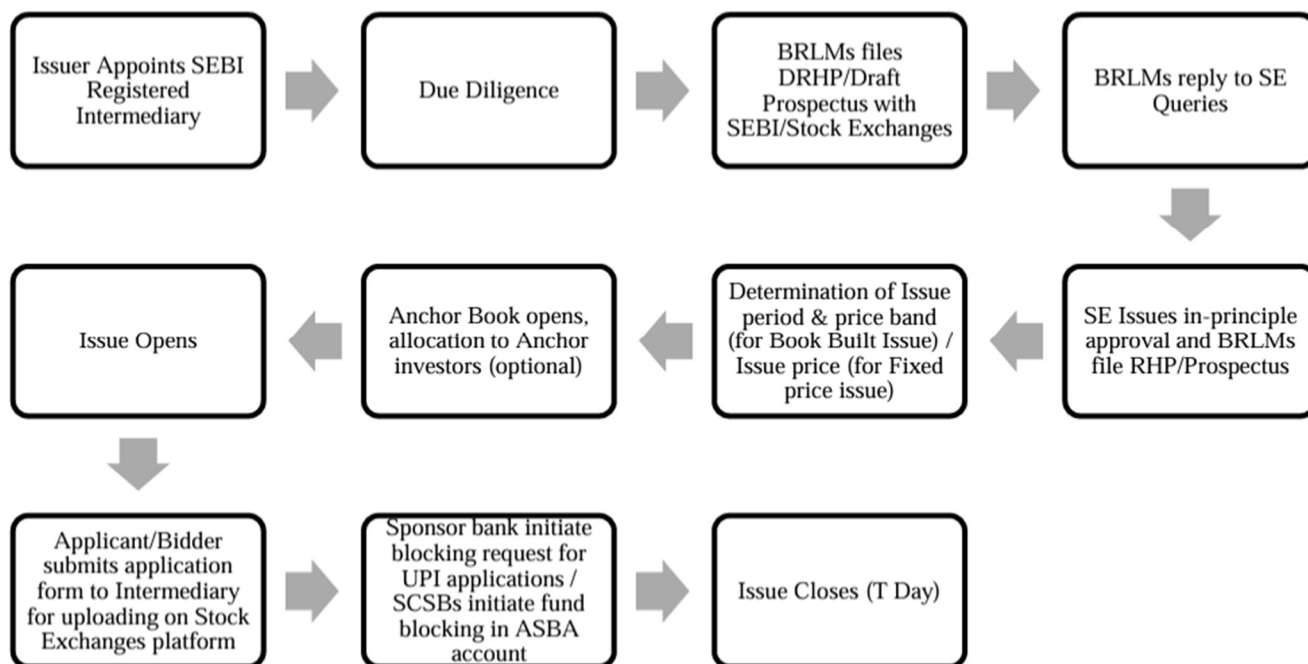 Issuer Appoints SEBI
Registered
Intermediary
Due Diligence
BRLMs files
DRHP/Draft
Prospectus with
SEBI/Stock Exchanges
BRLMs reply to SE
Queries
SE Issues in-principle
approval and BRLMs
file RHP/Prospectus
Determination of Issue
period & price band
(for Book Built Issue) /
Issue price (for Fixed
price issue)
Anchor Book opens,
allocation to Anchor
investors (optional)
Issue Opens
Applicant/Bidder
submits application
form to Intermediary
for uploading on Stock
Exchanges platform
Sponsor bank initiate
blocking request for
UPI applications /
SCSBs initiate fund
blocking in ASBA
account
Issue Closes (T Day)